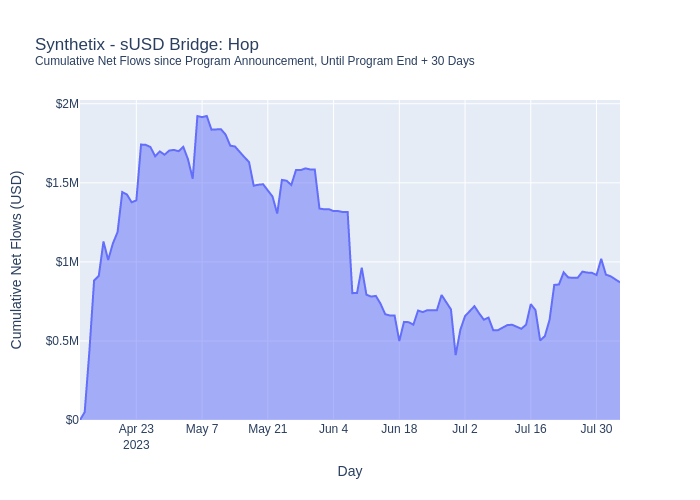 Synthetix - sUSD Bridge: Hop
Cumulative Net Flows since Program Announcement, Until Program End + 30 Days
Cumulative Net Flows (USD)
$2M
$1.5M
$1M
$0.5M
$0
Apr 23 May 7 May 21 Jun 4 Jun 18 Jul 2 Jul 16 Jul 30
2023
Day